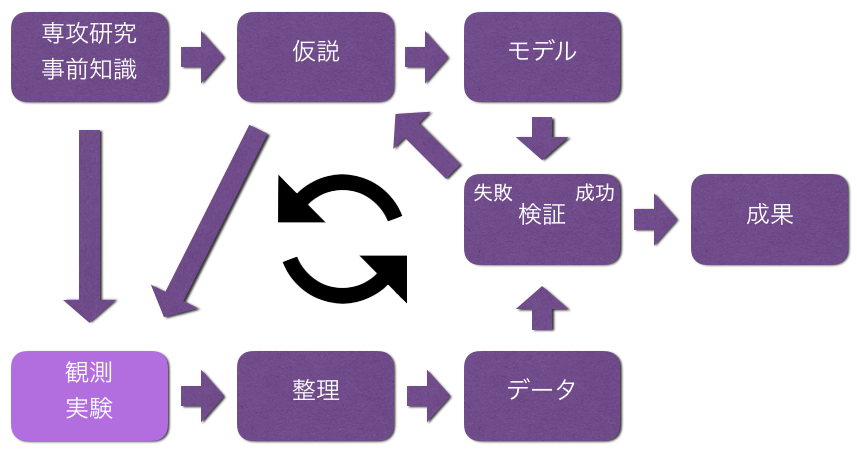 専攻研究
事前知識
仮説
モデル
失敗
成功
検証
成果
観測
実験
整理
データ